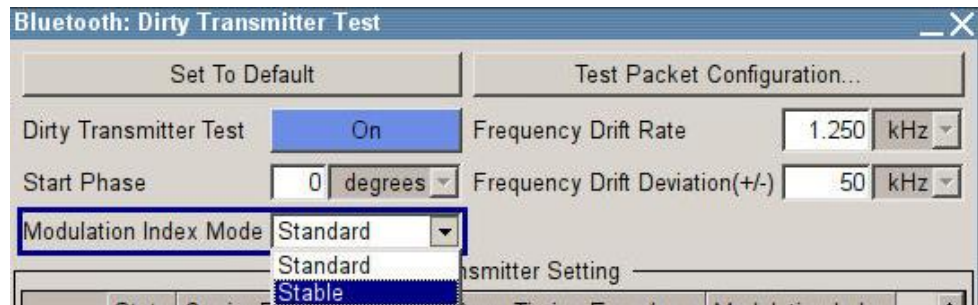 Bluetooth: Dirty Transmitter Test
Set To Default
Test Packet Configuration...
Dirty Transmitter Test On
Frequency Drift Rate 1.250 kHz
Start Phase 0 degrees
Frequency Drift Deviation(+/-) 50 kHz
Modulation Index Mode Standard
Standard
Setting
Stable